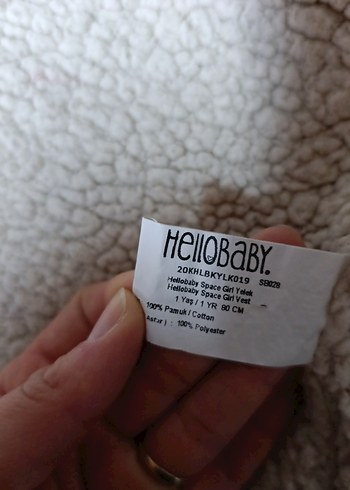 HelloBaby.
20KHLBKYLK019 SB028
Hellobaby Space Girl Yelek
Hellobaby Space Girl Vest
1 Yaş / 1 YR 80 CM
100% Pamuk / Cotton
Astar) : 100% Polyester